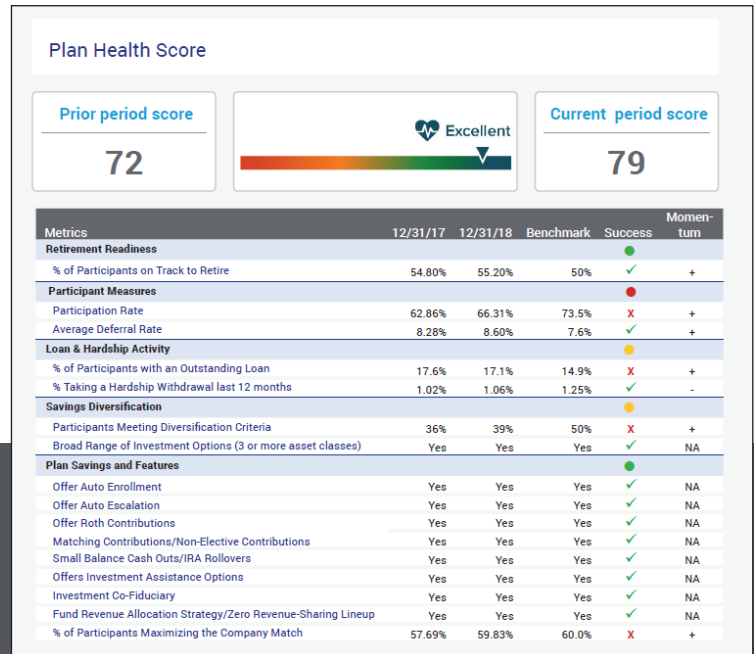 Plan Health Score
Prior period score
72
Excellent
Current period score
79
Metrics 12/31/17 12/31/18 Benchmark Success Momen-
tum
Retirement Readiness
% of Participants on Track to Retire 54.80% 55.20% 50% ✓ +
Participant Measures
Participation Rate 62.86% 66.31% 73.5% X +
Average Deferral Rate 8.28% 8.60% 7.6% ✓ +
Loan & Hardship Activity
% of Participants with an Outstanding Loan 17.6% 17.1% 14.9% X +
% Taking a Hardship Withdrawal last 12 months 1.02% 1.06% 1.25% ✓ -
Savings Diversification
Participants Meeting Diversification Criteria 36% 39% 50% X +
Broad Range of Investment Options (3 or more asset classes) Yes Yes Yes ✓ NA
Plan Savings and Features
Offer Auto Enrollment Yes Yes Yes ✓ NA
Offer Auto Escalation Yes Yes Yes ✓ NA
Offer Roth Contributions Yes Yes Yes ✓ NA
Matching Contributions/Non-Elective Contributions Yes Yes Yes ✓ NA
Small Balance Cash Outs/IRA Rollovers Yes Yes Yes ✓ NA
Offers Investment Assistance Options Yes Yes Yes ✓ NA
Investment Co-Fiduciary Yes Yes Yes ✓ NA
Fund Revenue Allocation Strategy/Zero Revenue-Sharing Lineup Yes Yes Yes ✓ NA
% of Participants Maximizing the Company Match 57.69% 59.83% 60.0% X +